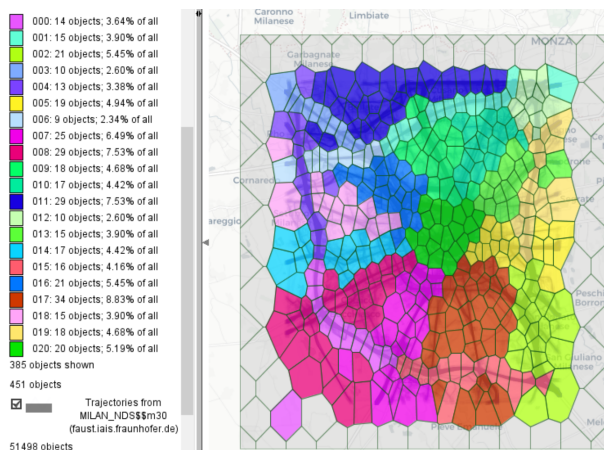 000: 14 objects; 3.64% of all
001: 15 objects; 3.90% of all
002: 21 objects; 5.45% of all
003: 10 objects; 2.60% of all
004: 13 objects; 3.38% of all
005: 19 objects; 4.94% of all
006: 9 objects; 2.34% of all
007: 25 objects; 6.49% of all
008: 29 objects; 7.53% of all
009: 18 objects; 4.68% of all
010: 17 objects; 4.42% of all
011: 29 objects; 7.53% of all
012: 10 objects; 2.60% of all
013: 15 objects; 3.90% of all
014: 17 objects; 4.42% of all
015: 16 objects; 4.16% of all
016: 21 objects; 5.45% of all
017: 34 objects; 8.83% of all
018: 15 objects; 3.90% of all
019: 18 objects; 4.68% of all
020: 20 objects; 5.19% of all
385 objects shown
451 objects
Trajectories from
MILAN_NDS$$m30
(faust.iais.fraunhofer.de)
51498 objects
Caronno
Milanese
Limbiate
MONZA
Garbagnate
Milanese
Cornaredo
areggio
Peschi
Borron
Giuliano
ese
Pieve Emanuele